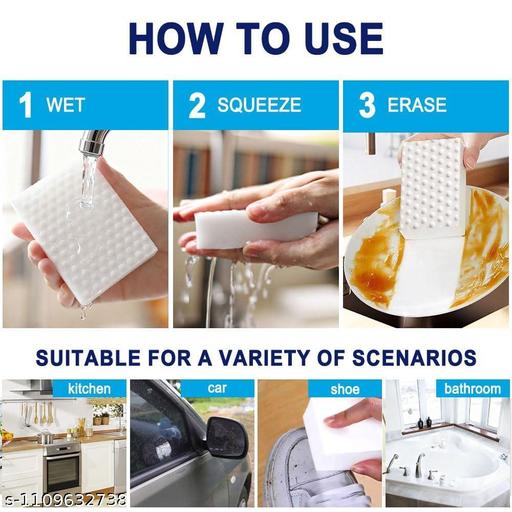 HOW TO USE
1 WET
2 SQUEEZE
3 ERASE
SUITABLE FOR A VARIETY OF SCENARIOS
kitchen
car
shoe
bathroom
s-1109632738